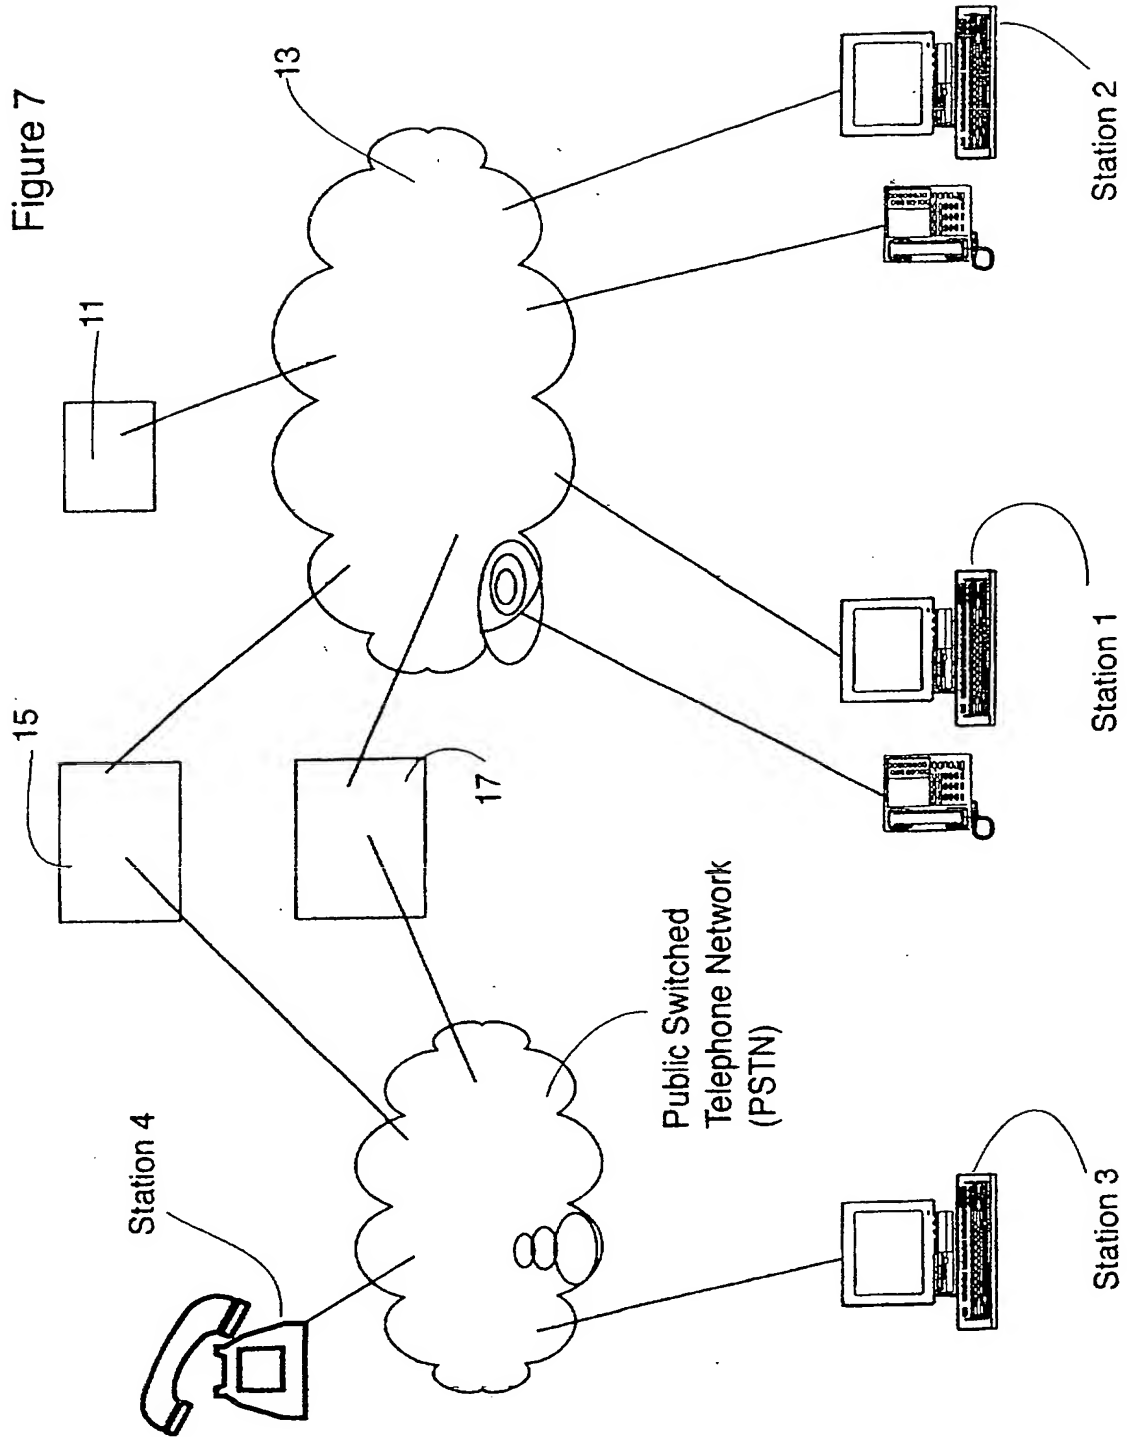 Figure 7
13
11
15
17
Station 4
Public Switched
Telephone Network
(PSTN)
Station 3
Station 1
Station 2